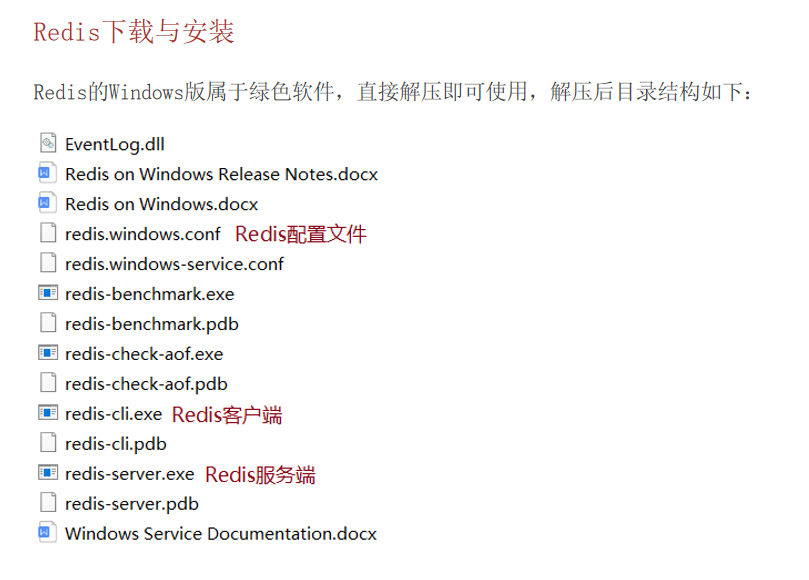 Redis下载与安装
Redis的Windows版属于绿色软件，直接解压即可使用，解压后目录结构如下：
EventLog.dll
Redis on Windows Release Notes.docx
Redis on Windows.docx
redis.windows.conf Redis配置文件
redis.windows-service.conf
redis-benchmark.exe
redis-benchmark.pdb
redis-check-aof.exe
redis-check-aof.pdb
redis-cli.exe Redis客户端
redis-cli.pdb
redis-server.exe Redis服务端
redis-server.pdb
Windows Service Documentation.docx